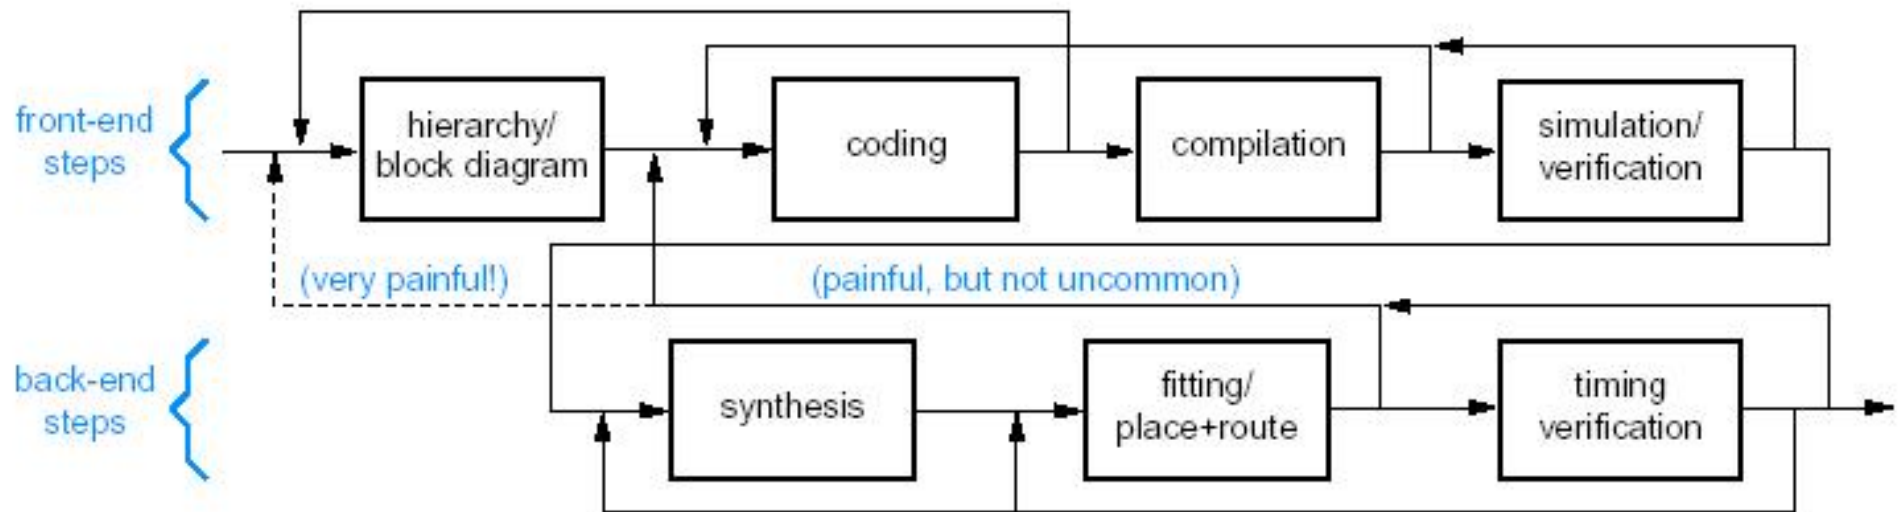 front-end
steps
hierarchy/
block diagram
coding
compilation
simulation/
verification
(very painful!)
(painful, but not uncommon)
back-end
steps
synthesis
fitting/
place+route
timing
verification